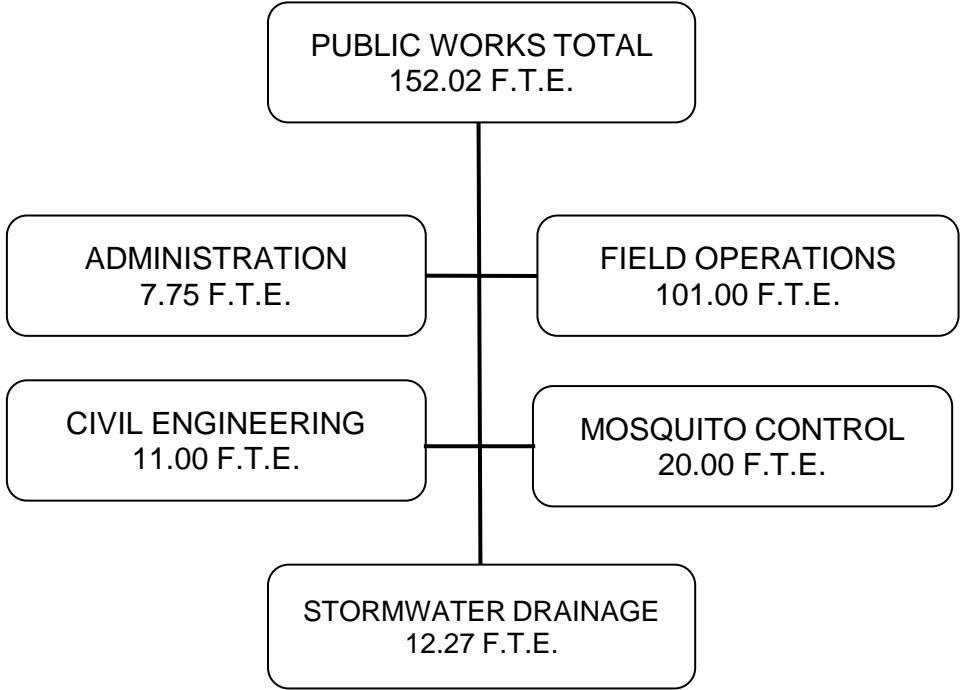 PUBLIC WORKS TOTAL
152.02 F.T.E.
ADMINISTRATION
7.75 F.T.E.
FIELD OPERATIONS
101.00 F.T.E.
CIVIL ENGINEERING
11.00 F.T.E.
MOSQUITO CONTROL
20.00 F.T.E.
STORMWATER DRAINAGE
12.27 F.T.E.